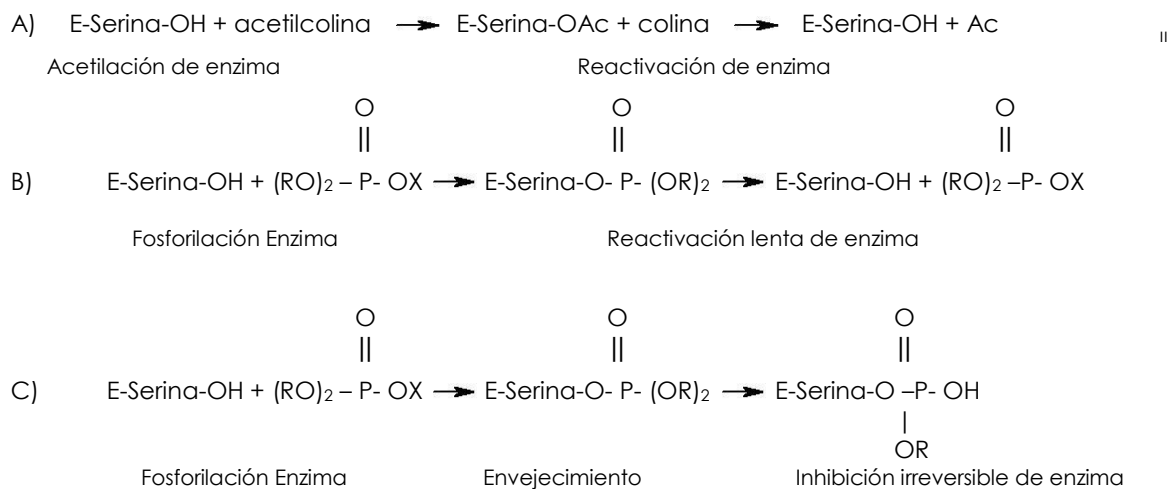 A) E-Serina-OH + acetilcolina → E-Serina-OAc + colina → E-Serina-OH + Ac
II
Acetilación de enzima Reactivación de enzima
O O O
|| || ||
B) E-Serina-OH + (RO)₂ – P- OX → E-Serina-O- P- (OR)₂ → E-Serina-OH + (RO)₂ –P- OX
Fosforilación Enzima Reactivación lenta de enzima
O O O
|| || ||
C) E-Serina-OH + (RO)₂ – P- OX → E-Serina-O- P- (OR)₂ → E-Serina-O –P- OH
|
OR
Fosforilación Enzima Envejecimiento Inhibición irreversible de enzima